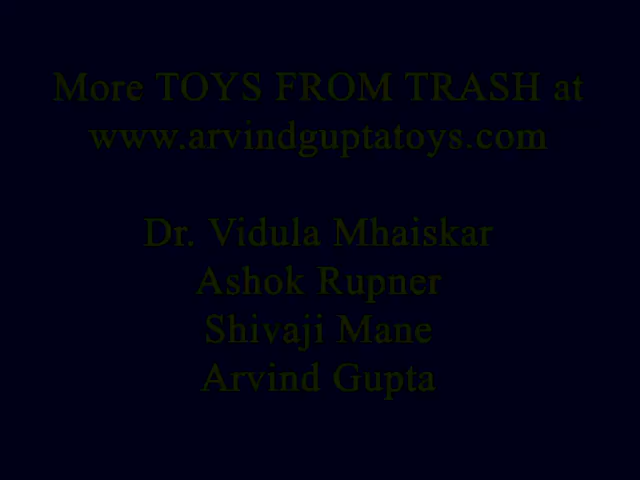 More TOYS FROM TRASH at
www.arvindguptatoys.com
Dr. Vidula Mhaiskar
Ashok Rupner
Shivaji Mane
Arvind Gupta